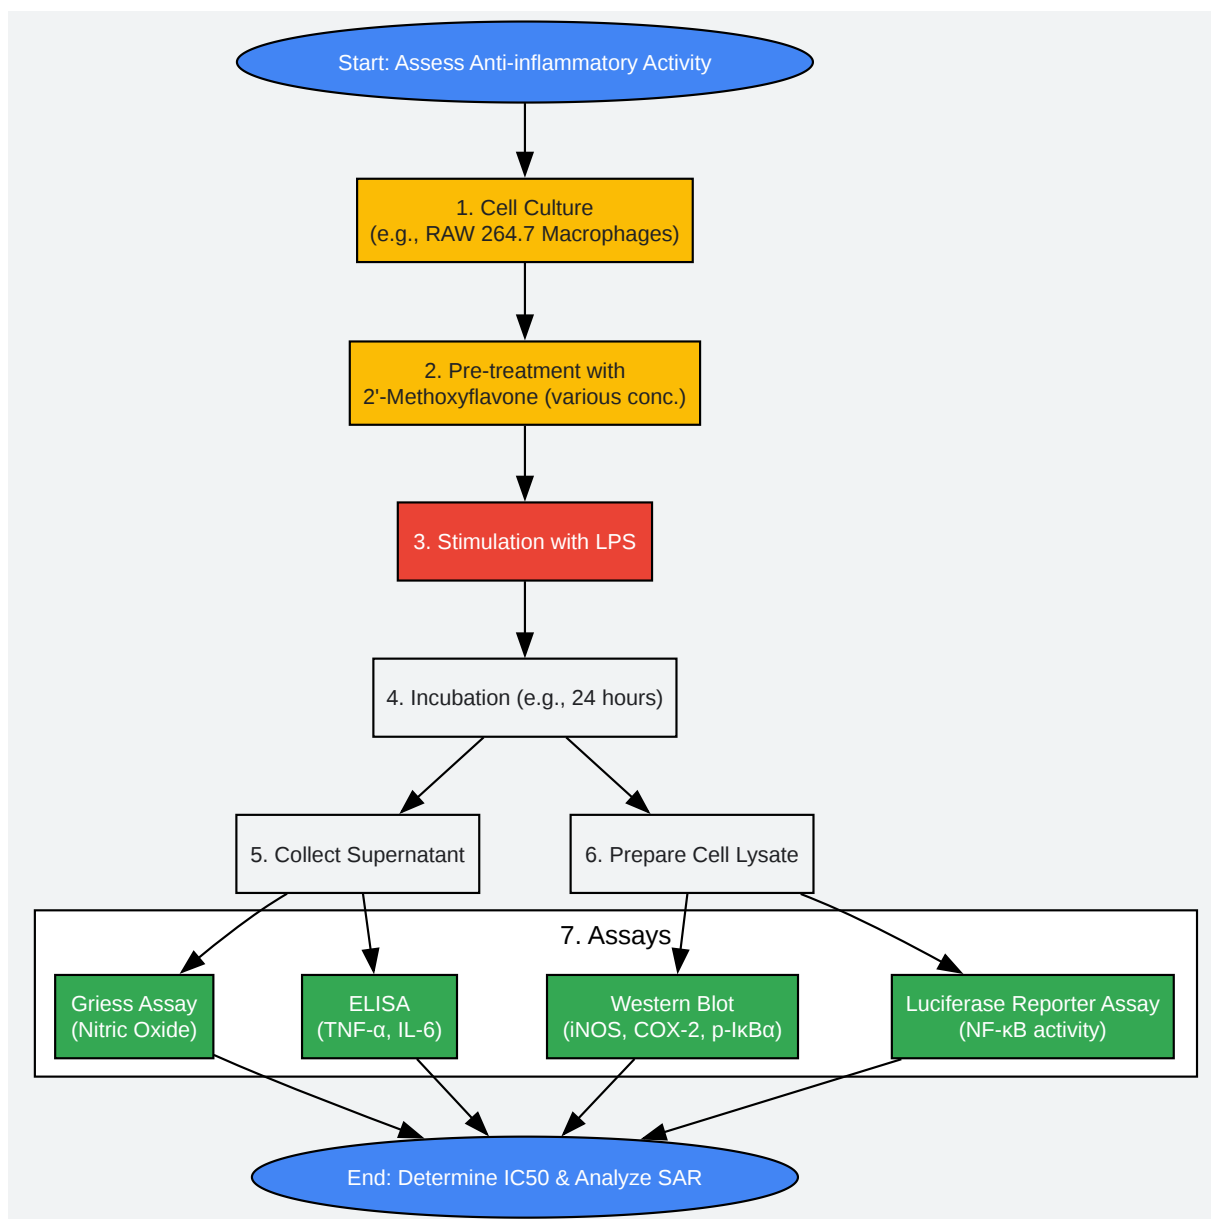 Start: Assess Anti-inflammatory Activity
1. Cell Culture
(e.g., RAW 264.7 Macrophages)
2. Pre-treatment with
2'-Methoxyflavone (various conc.)
3. Stimulation with LPS
4. Incubation (e.g., 24 hours)
5. Collect Supernatant
6. Prepare Cell Lysate
7. Assays
Griess Assay
(Nitric Oxide)
ELISA
(TNF-α, IL-6)
Western Blot
(iNOS, COX-2, p-IκBα)
Luciferase Reporter Assay
(NF-κB activity)
End: Determine IC50 & Analyze SAR